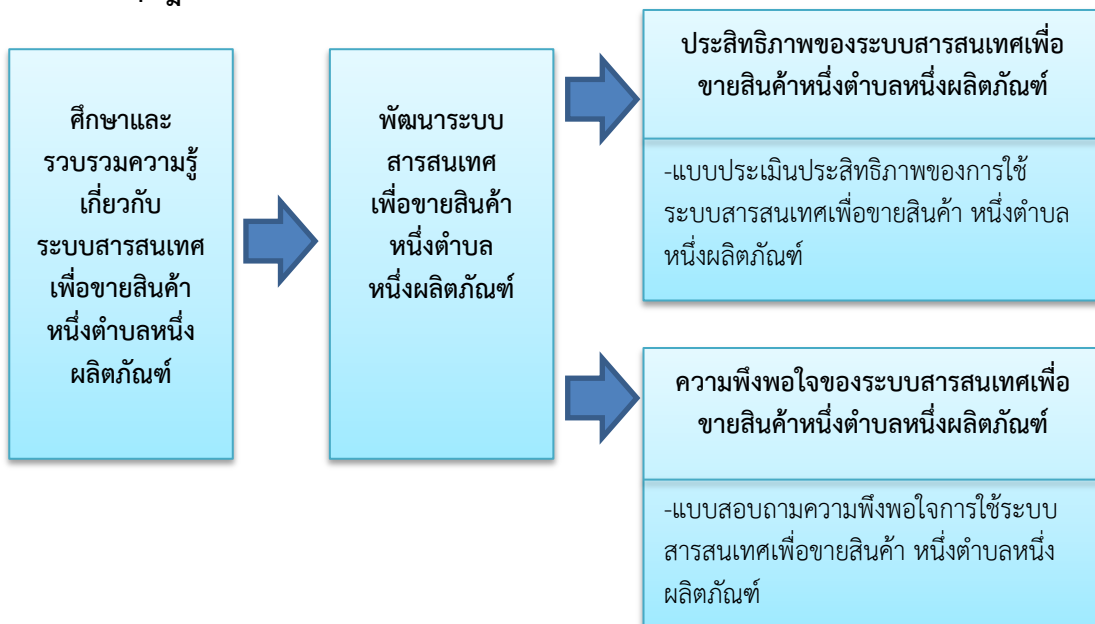 ศึกษาและ
รวบรวมความรู้
เกี่ยวกับ
ระบบสารสนเทศ
เพื่อขายสินค้า
หนึ่งตำบลหนึ่ง
ผลิตภัณฑ์
พัฒนาระบบ
สารสนเทศ
เพื่อขายสินค้า
หนึ่งตำบล
หนึ่งผลิตภัณฑ์
ประสิทธิภาพของระบบสารสนเทศเพื่อ
ขายสินค้าหนึ่งตำบลหนึ่งผลิตภัณฑ์
-แบบประเมินประสิทธิภาพของการใช้
ระบบสารสนเทศเพื่อขายสินค้า หนึ่งตำบล
หนึ่งผลิตภัณฑ์
ความพึงพอใจของระบบสารสนเทศเพื่อ
ขายสินค้าหนึ่งตำบลหนึ่งผลิตภัณฑ์
-แบบสอบถามความพึงพอใจการใช้ระบบ
สารสนเทศเพื่อขายสินค้า หนึ่งตำบลหนึ่ง
ผลิตภัณฑ์